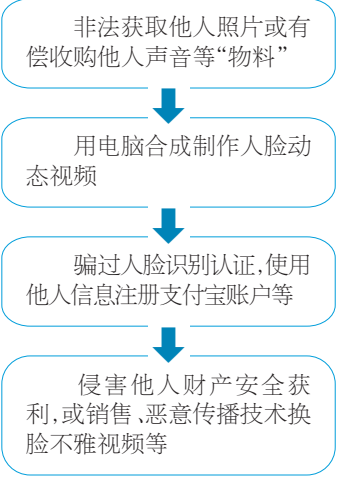 非法获取他人照片或有
偿收购他人声音等“物料”
用电脑合成制作人脸动
态视频
骗过人脸识别认证,使用
他人信息注册支付宝账户等
侵害他人财产安全获
利,或销售、恶意传播技术换
脸不雅视频等